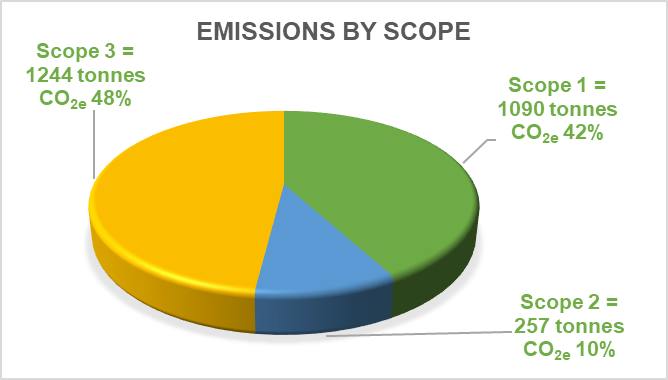 EMISSIONS BY SCOPE
Scope 3 =
1244 tonnes
CO2e 48%
Scope 1 =
1090 tonnes
CO2e 42%
Scope 2 =
257 tonnes
CO2e 10%